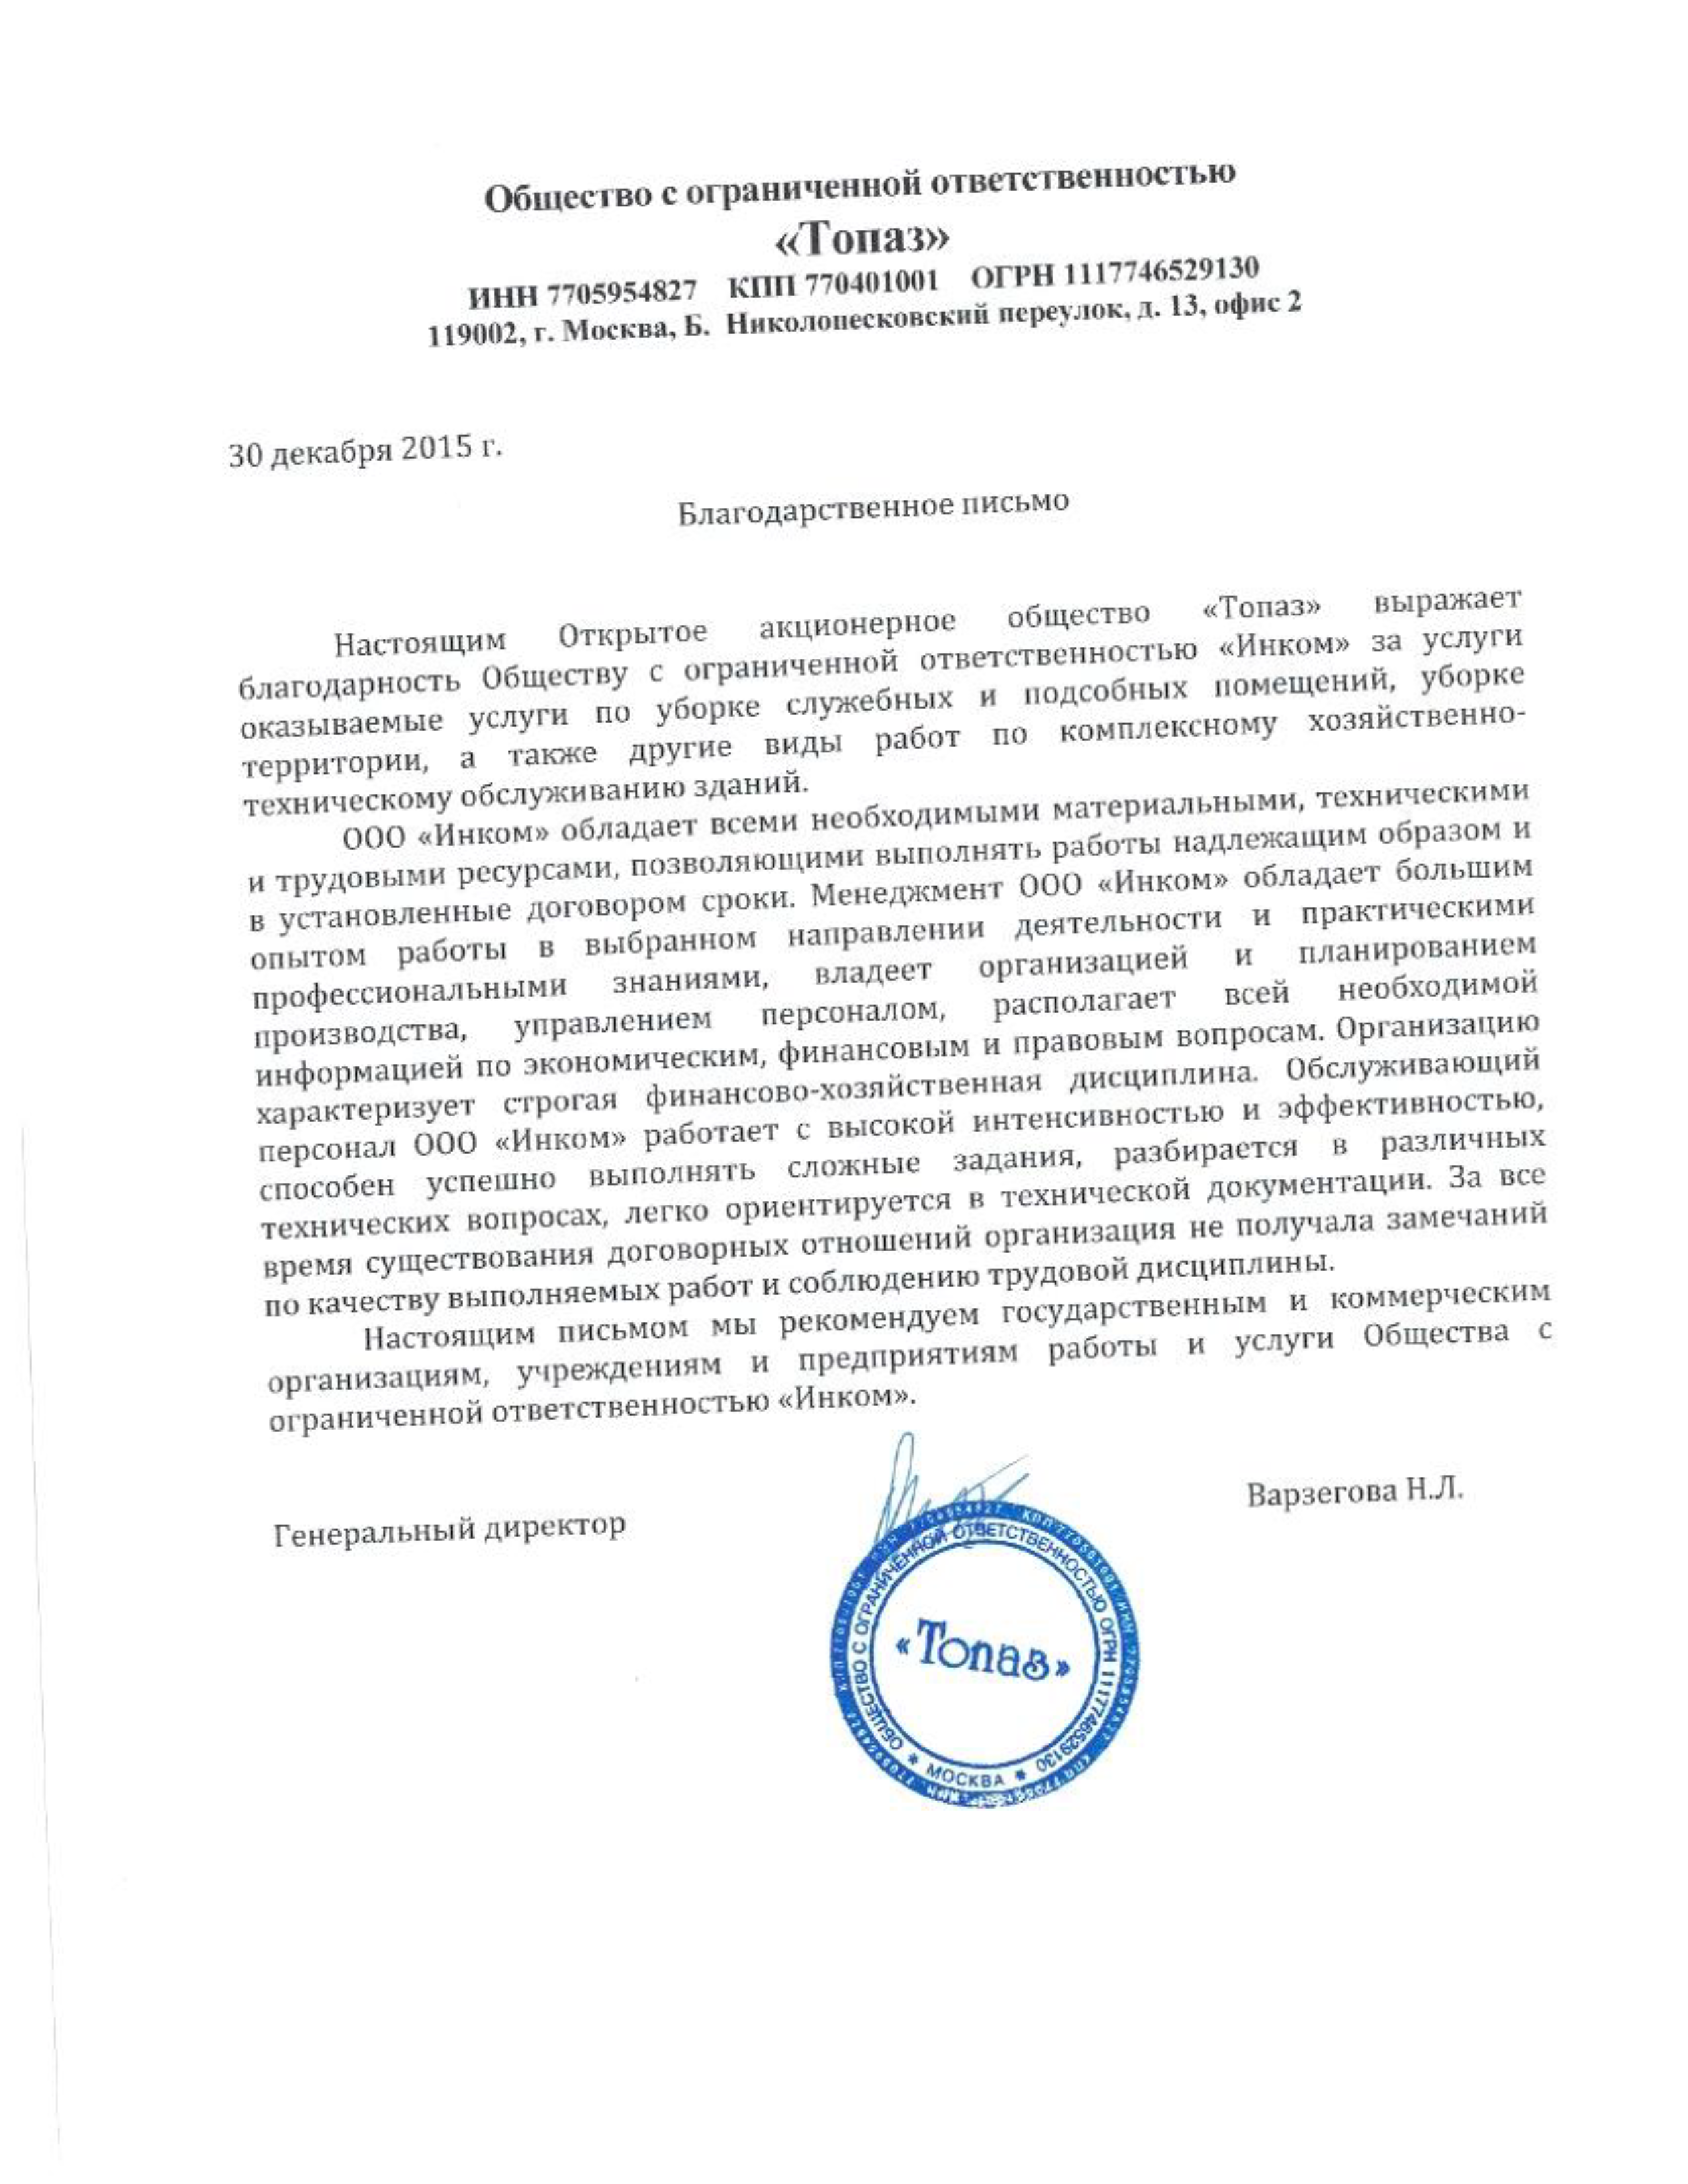 Общество с ограниченной ответственностью
«Топаз»
ИНН 7705954827 КПП 770401001 ОГРН 1117746529130
119002, г. Москва, Б. Николопесковский переулок, д. 13, офис 2
30 декабря 2015 г.
Благодарственное письмо
Настоящим Открытое акционерное общество «Топаз» выражает
благодарность Обществу с ограниченной ответственностью «Инком» за услуги
оказываемые услуги по уборке служебных и подсобных помещений, уборке
территории, а также другие виды работ по комплексному хозяйственно-
техническому обслуживанию зданий.
ООО «Инком» обладает всеми необходимыми материальными, техническими
и трудовыми ресурсами, позволяющими выполнять работы надлежащим образом и
в установленные договором сроки. Менеджмент ООО «Инком» обладает большим
опытом работы в выбранном направлении деятельности и практическими
профессиональными знаниями, владеет организацией и планированием
производства, управлением персоналом, располагает всей необходимой
информацией по экономическим, финансовым и правовым вопросам. Организацию
характеризует строгая финансово-хозяйственная дисциплина. Обслуживающий
персонал ООО «Инком» работает с высокой интенсивностью и эффективностью,
способен успешно выполнять сложные задания, разбирается в различных
технических вопросах, легко ориентируется в технической документации. За все
время существования договорных отношений организация не получала замечаний
по качеству выполняемых работ и соблюдению трудовой дисциплины.
Настоящим письмом мы рекомендуем государственным и коммерческим
организациям, учреждениям и предприятиям работы и услуги Общества с
ограниченной ответственностью «Инком».
Генеральный директор
Варзегова Н.Л.
ОБЩЕСТВО С ОГРАНИЧЕННОЙ ОТВЕТСТВЕННОСТЬЮ ОГРН 1117746529130
«Топаз»
* МОСКВА *